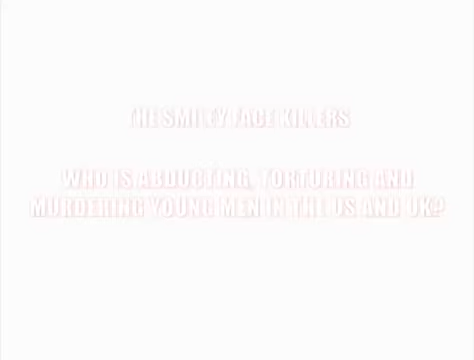 THE SMILEY FACE KILLERS
WHO IS ABDUCTING, TORTURING AND
MURDERING YOUNG MEN IN THE US AND UK?